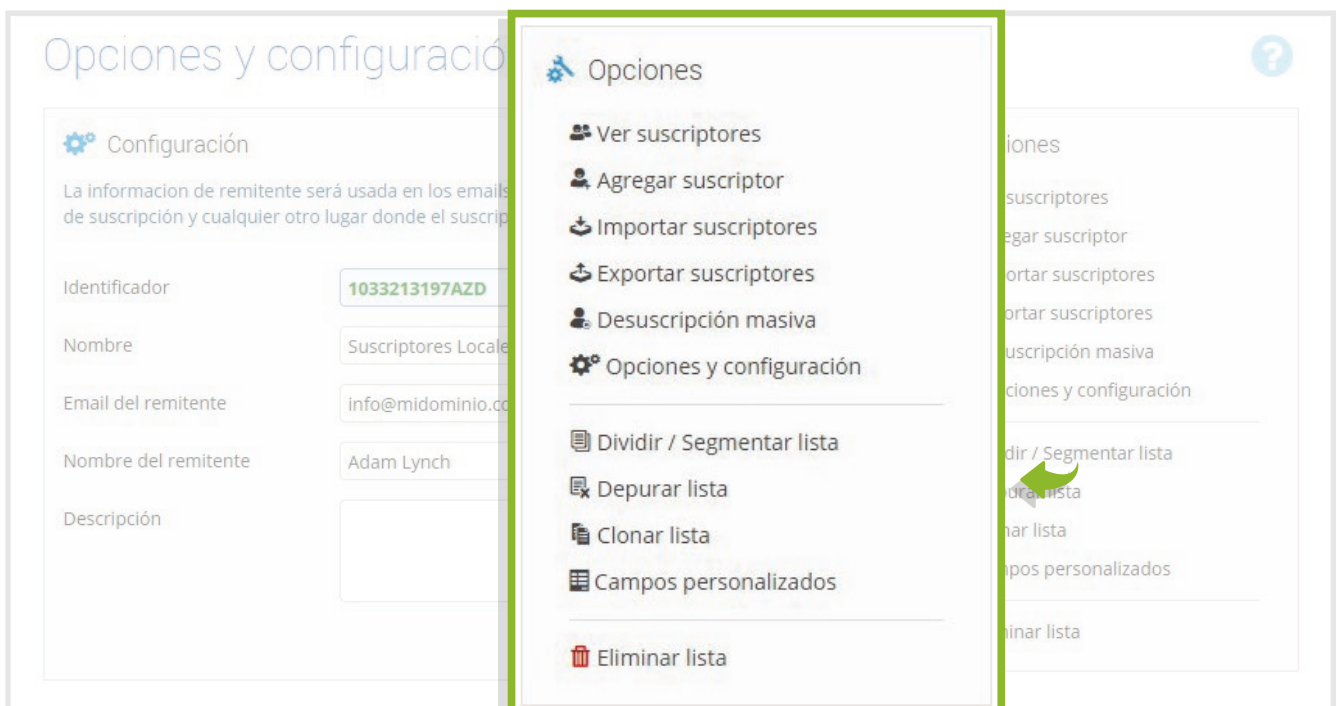 Opciones y configuració
Configuración
La informacion de remitente será usada en los emails
de suscripción y cualquier otro lugar donde el suscrip
Identificador
1033213197AZD
Nombre
Suscriptores Locale
Email del remitente
info@midominio.co
Nombre del remitente
Adam Lynch
Descripción
Opciones
Ver suscriptores
Agregar suscriptor
Importar suscriptores
Exportar suscriptores
Desuscripción masiva
Opciones y configuración
Dividir / Segmentar lista
Depurar lista
Clonar lista
Campos personalizados
Eliminar lista
?
iones
suscriptores
egar suscriptor
ortar suscriptores
ortar suscriptores
uscripción masiva
ciones y configuración
dir / Segmentar lista
lista
nar lista
npos personalizados
inar lista